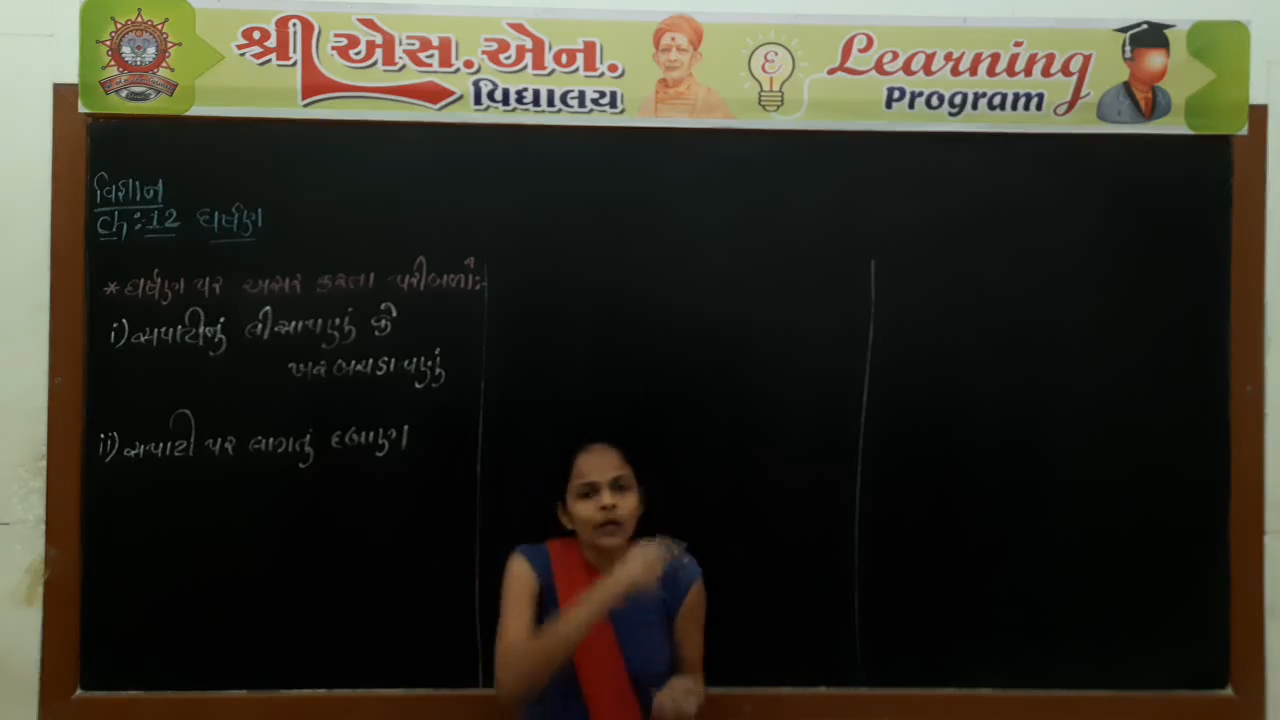 શ્રી એસ.એન.
વિદ્યાલય
Learning
Program
વિજ્ઞાન
ch:-12 ઘર્ષણ
* ઘર્ષણ પર અસર કરતા પરીબળોઃ-
i) સપાટીનું લીસાપણું કે
ખરબચડાપણું
ii) સપાટી પર લાગતું દબાણ